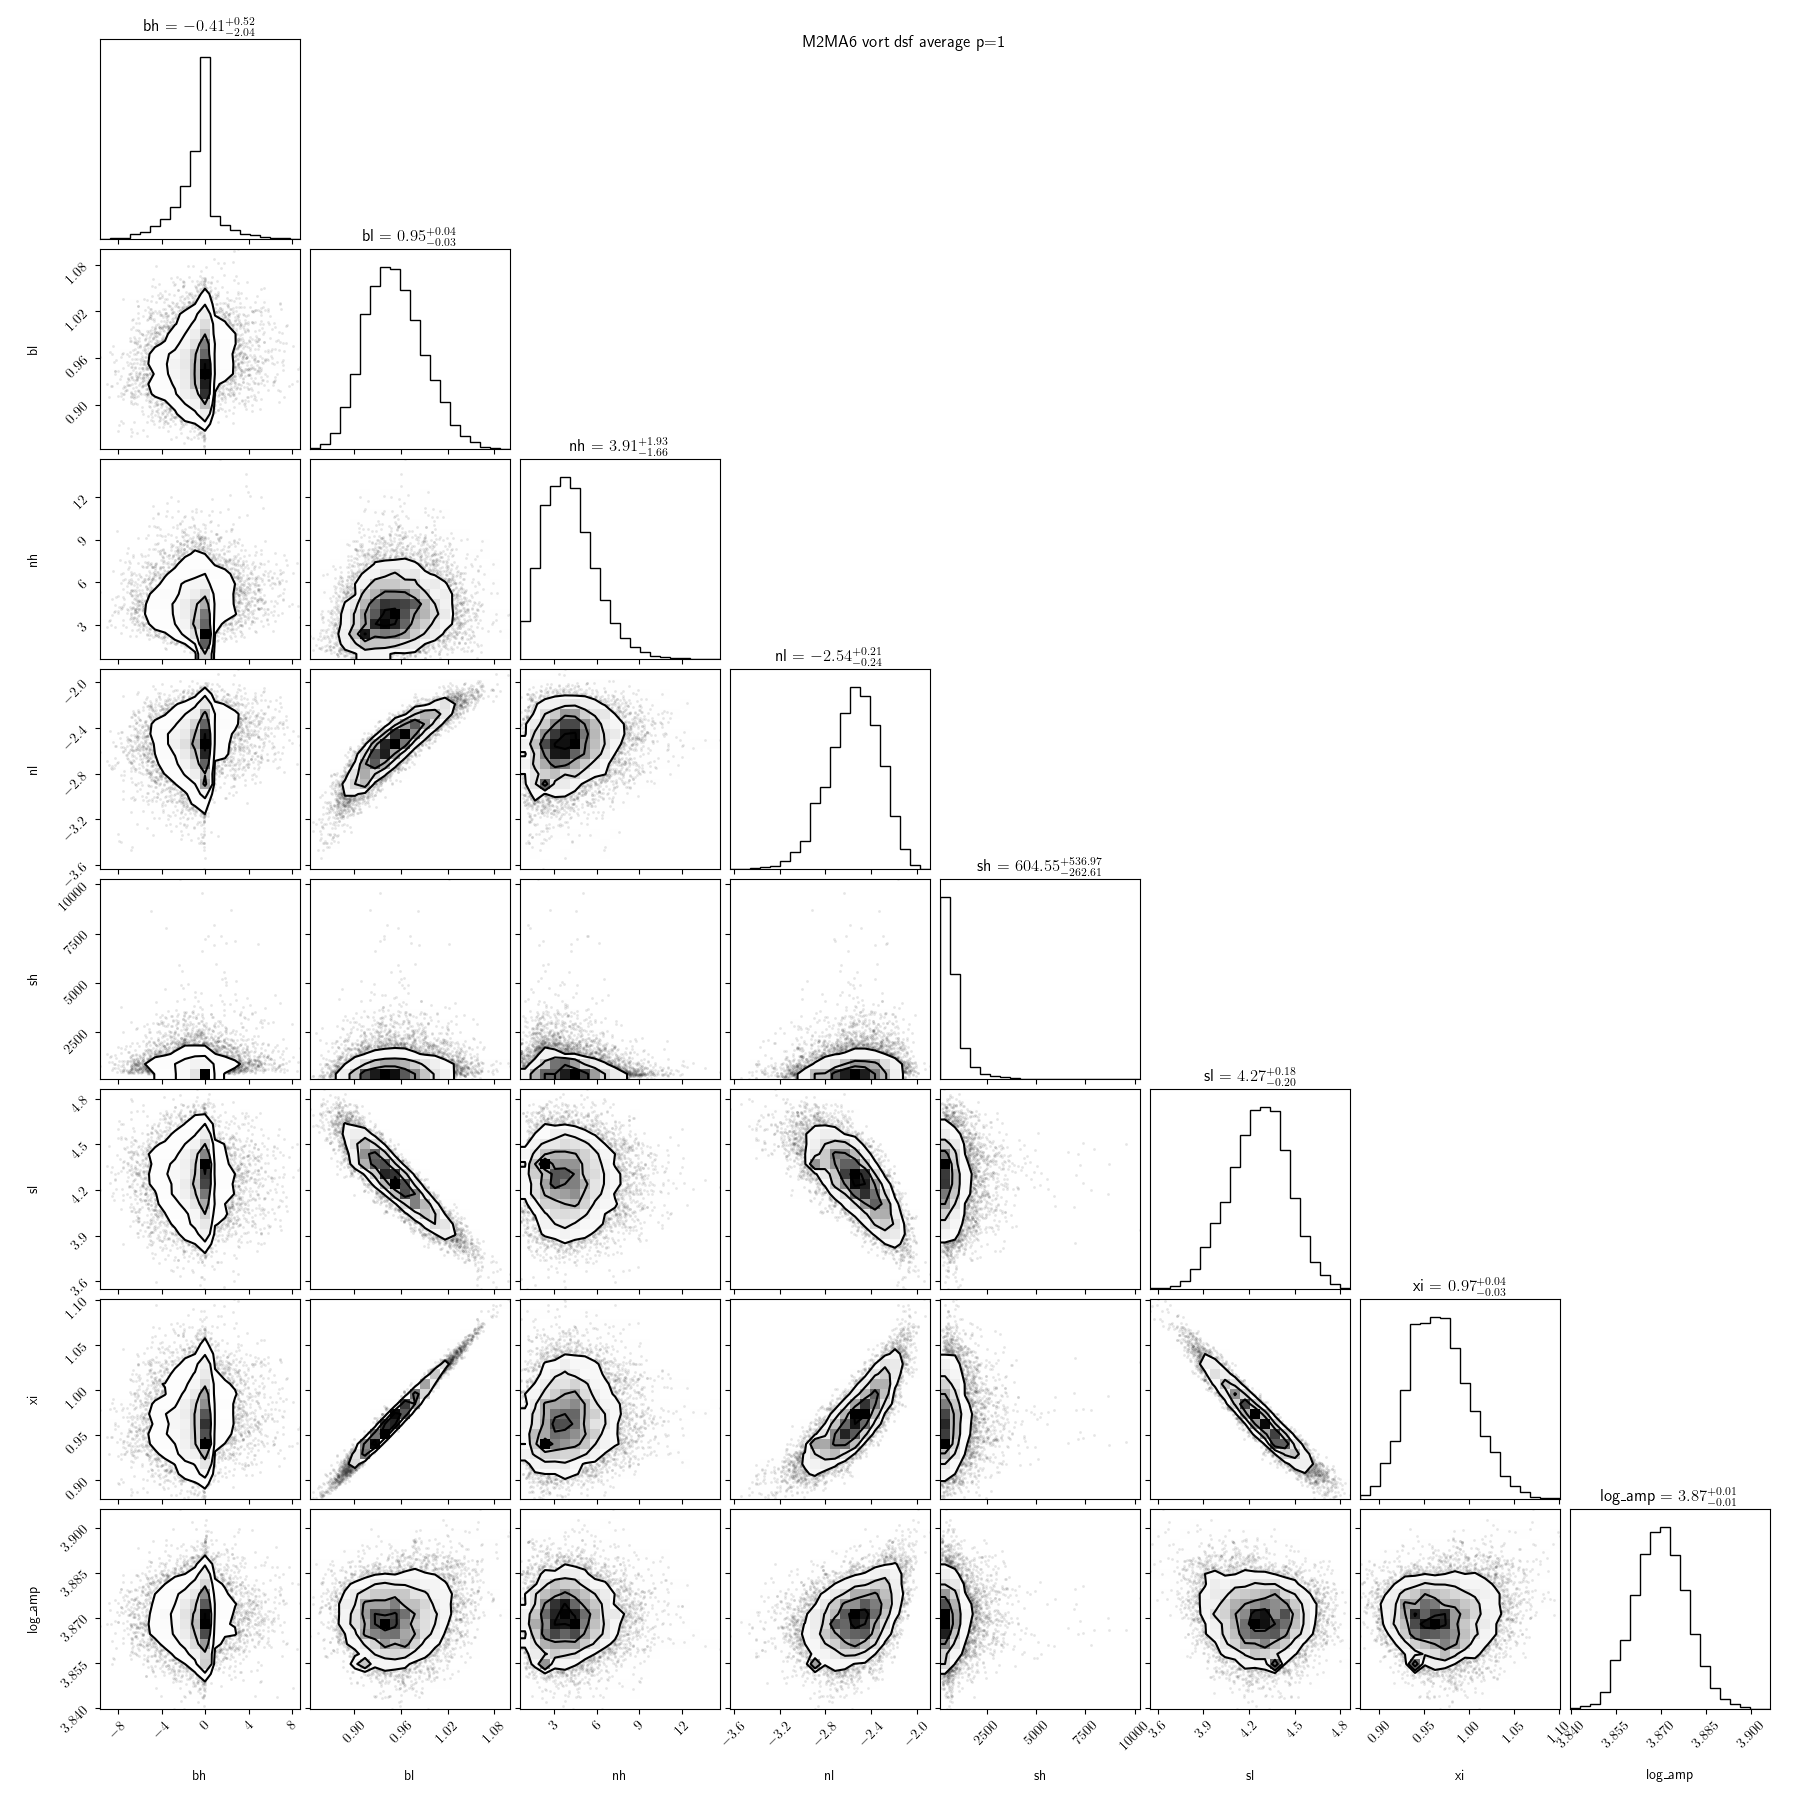 M2MA6 vort dsf average p=1
bh = −0.41 +0.52 −2.04
bl = 0.95 +0.04 −0.03
1.08
1.02
0.96
0.90
bl
nh = 3.91 +1.93 −1.66
12
9
6
3
nh
nl = −2.54 +0.21 −0.24
−2.0
−2.4
−2.8
−3.2
−3.6
nl
sh = 604.55 +536.97 −262.61
10000
7500
5000
2500
sh
sl = 4.27 +0.18 −0.20
4.8
4.5
4.2
3.9
3.6
sl
xi = 0.97 +0.04 −0.03
1.10
1.05
1.00
0.95
0.90
xi
log_amp = 3.87 +0.01 −0.01
3.900
3.885
3.870
3.855
3.840
log_amp
−8 −4 0 4 8 0.90 0.96 1.02 1.08 3 6 9 12 −3.6 −3.2 −2.8 −2.4 −2.0 2500 5000 7500 10000 3.6 3.9 4.2 4.5 4.8 0.90 0.95 1.00 1.05 1.10 3.840 3.855 3.870 3.885 3.900
bh bl nh nl sh sl xi log_amp